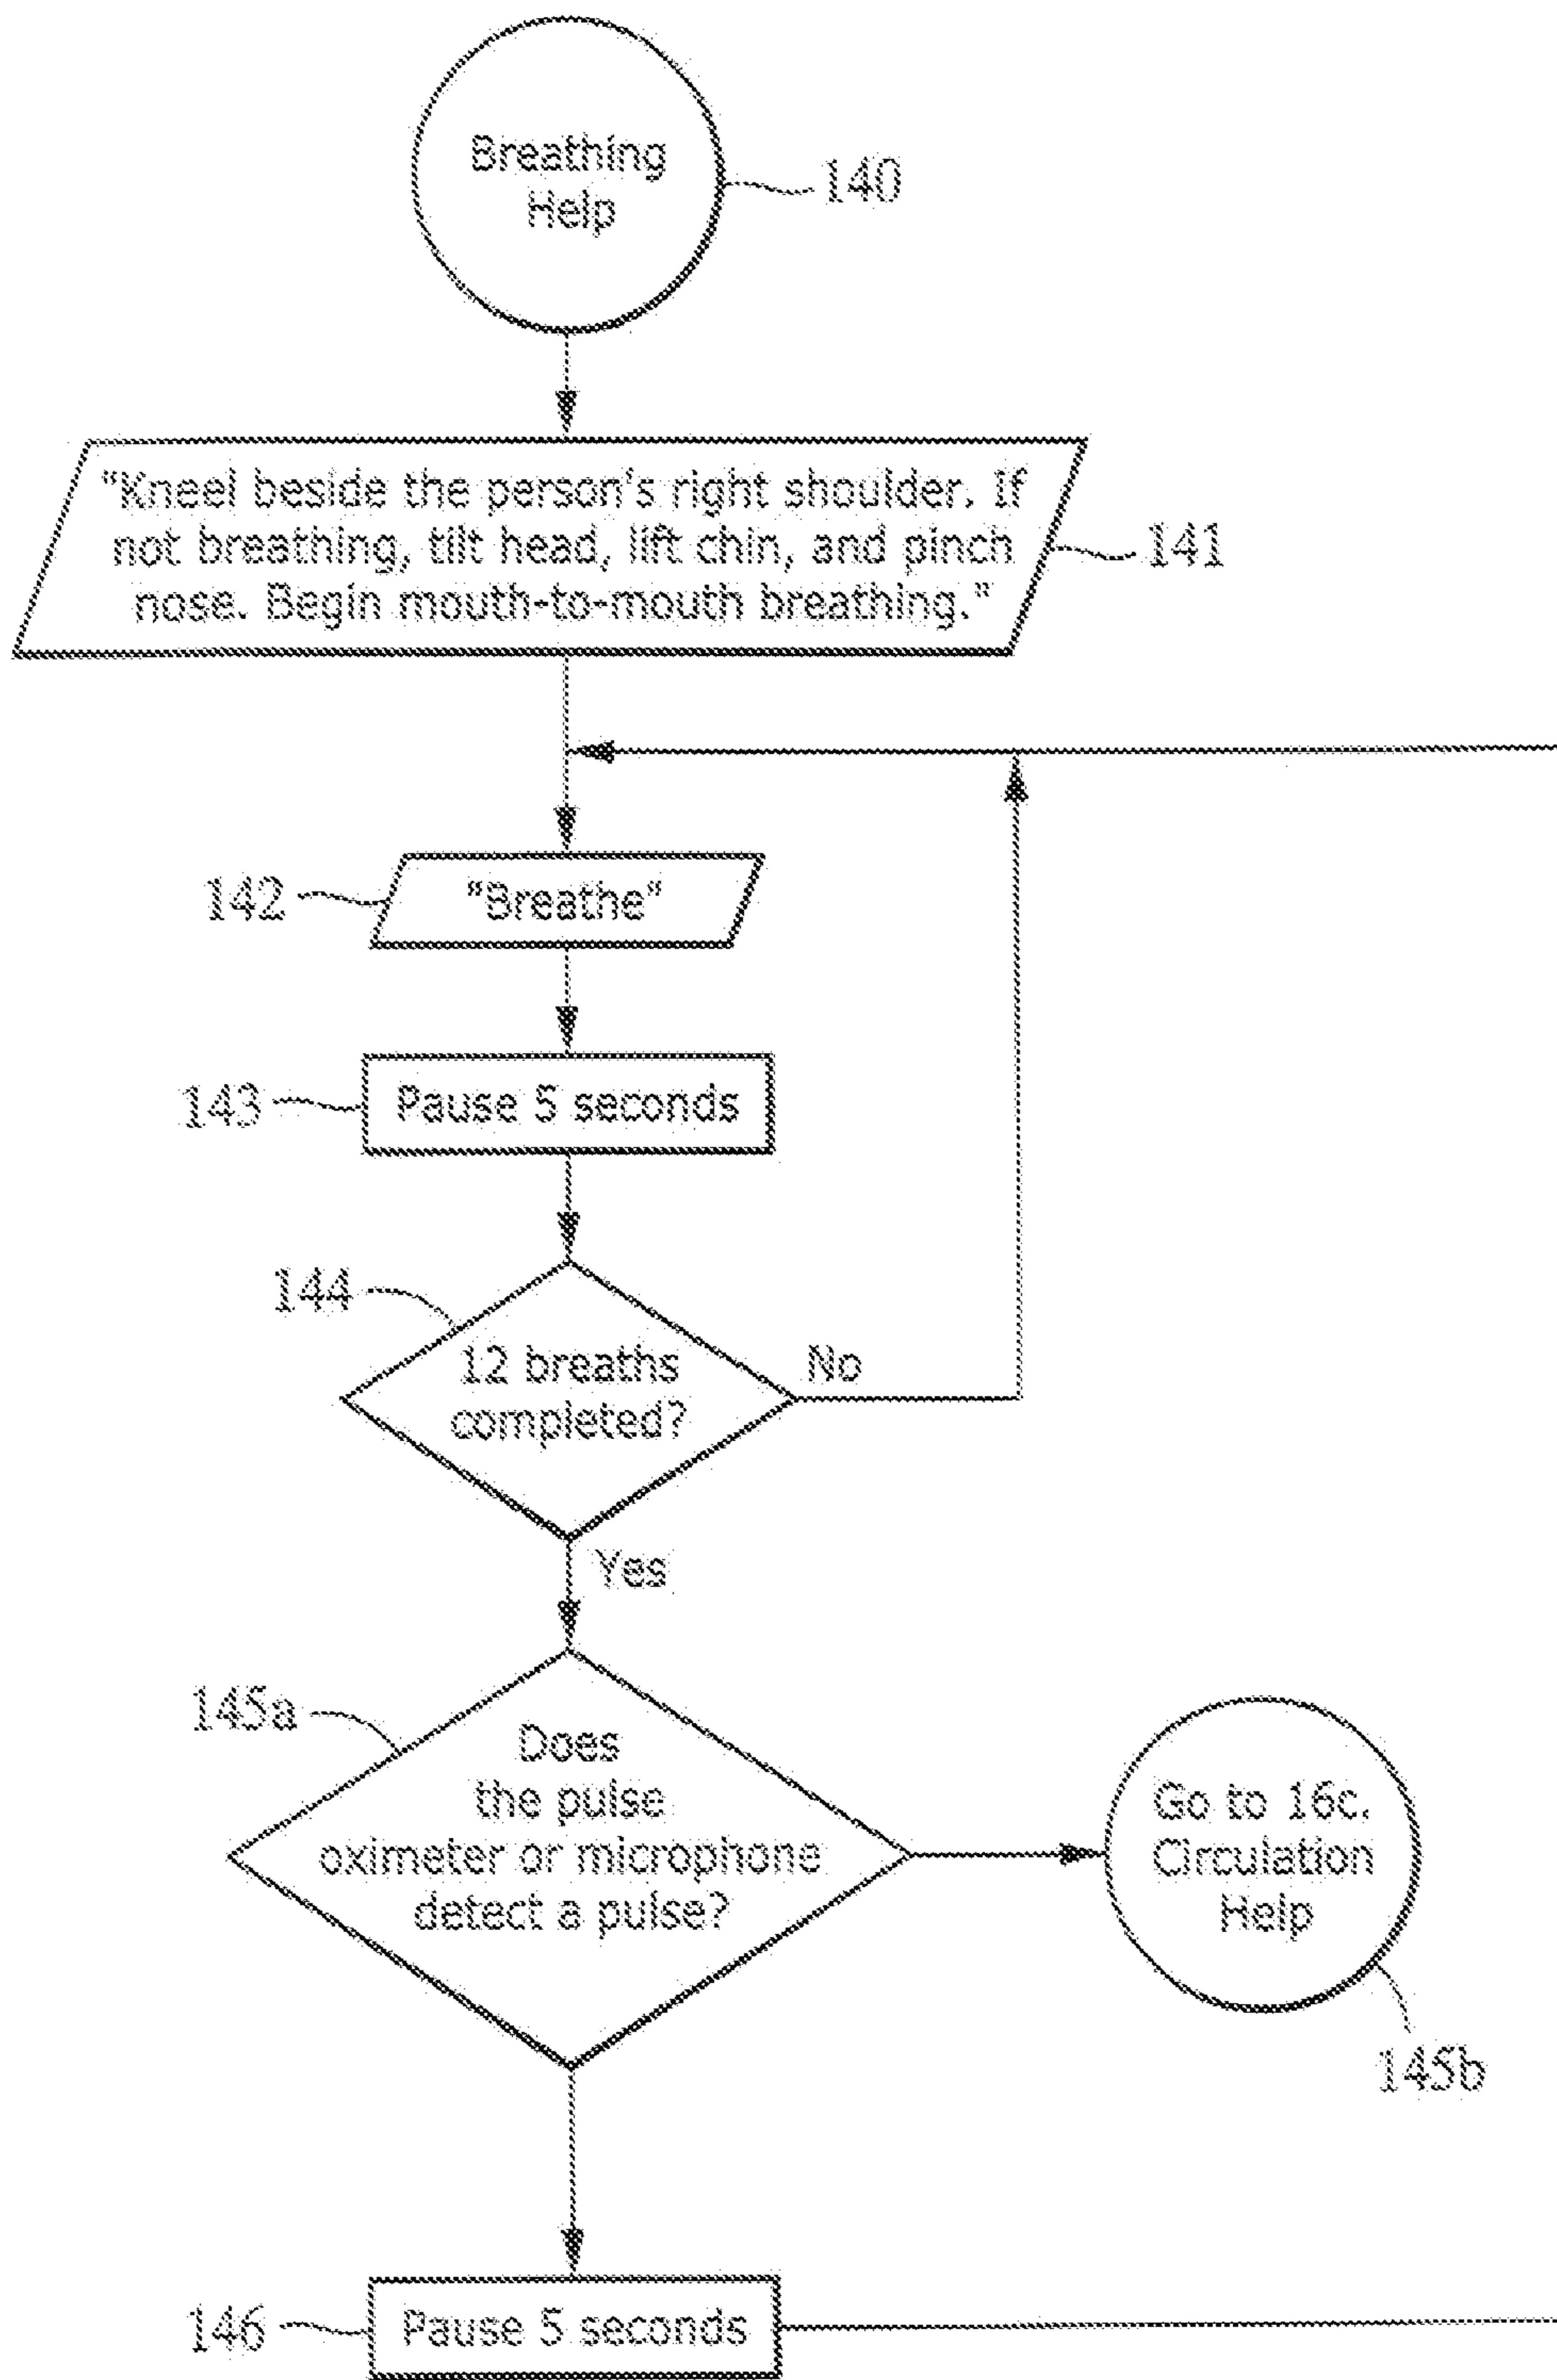 Breathing
Help
140
"Kneel beside the person's right shoulder. If
not breathing, tilt head, lift chin, and pinch
nose. Begin mouth-to-mouth breathing."
141
142
"Breathe"
143
Pause 5 seconds
144
12 breaths
completed?
No
Yes
145a
Does
the pulse
oximeter or microphone
detect a pulse?
Go to 16c.
Circulation
Help
145b
146
Pause 5 seconds